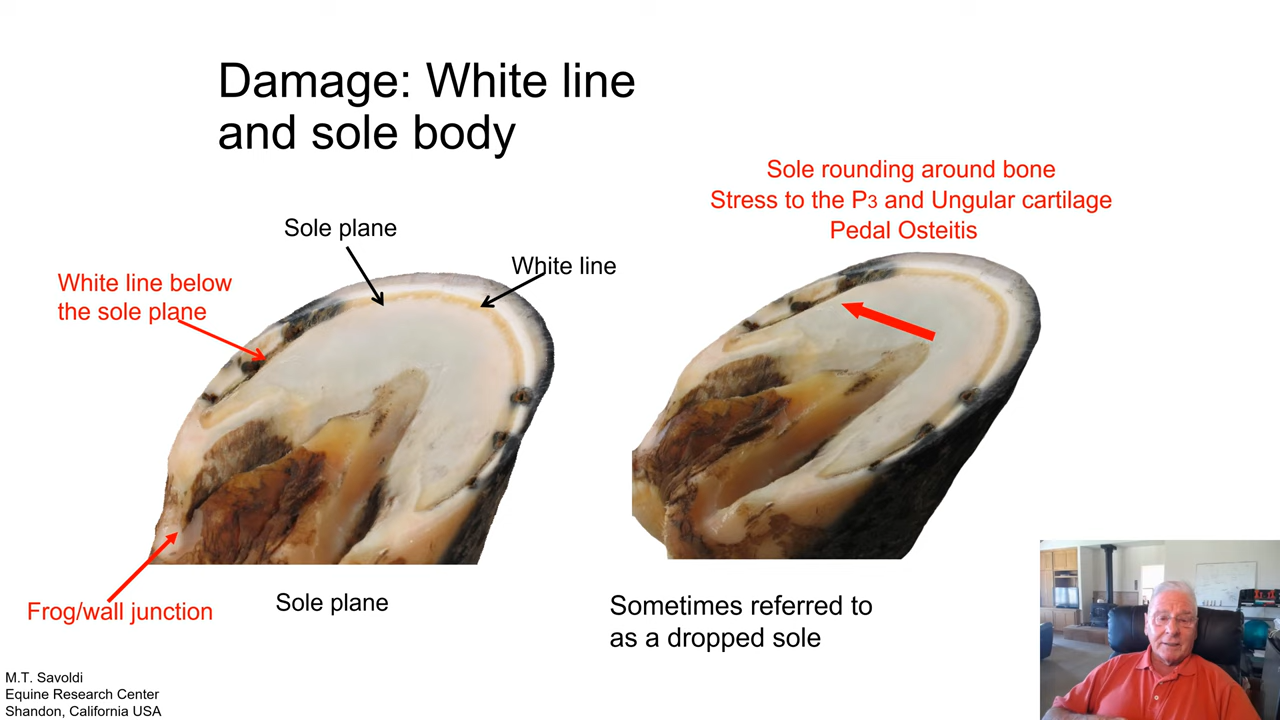 Damage: White line
and sole body
Sole rounding around bone
Stress to the P3 and Ungular cartilage
Pedal Osteitis
Sole plane
White line
White line below
the sole plane
Frog/wall junction
Sole plane
Sometimes referred to
as a dropped sole
M.T. Savoldi
Equine Research Center
Shandon, California USA